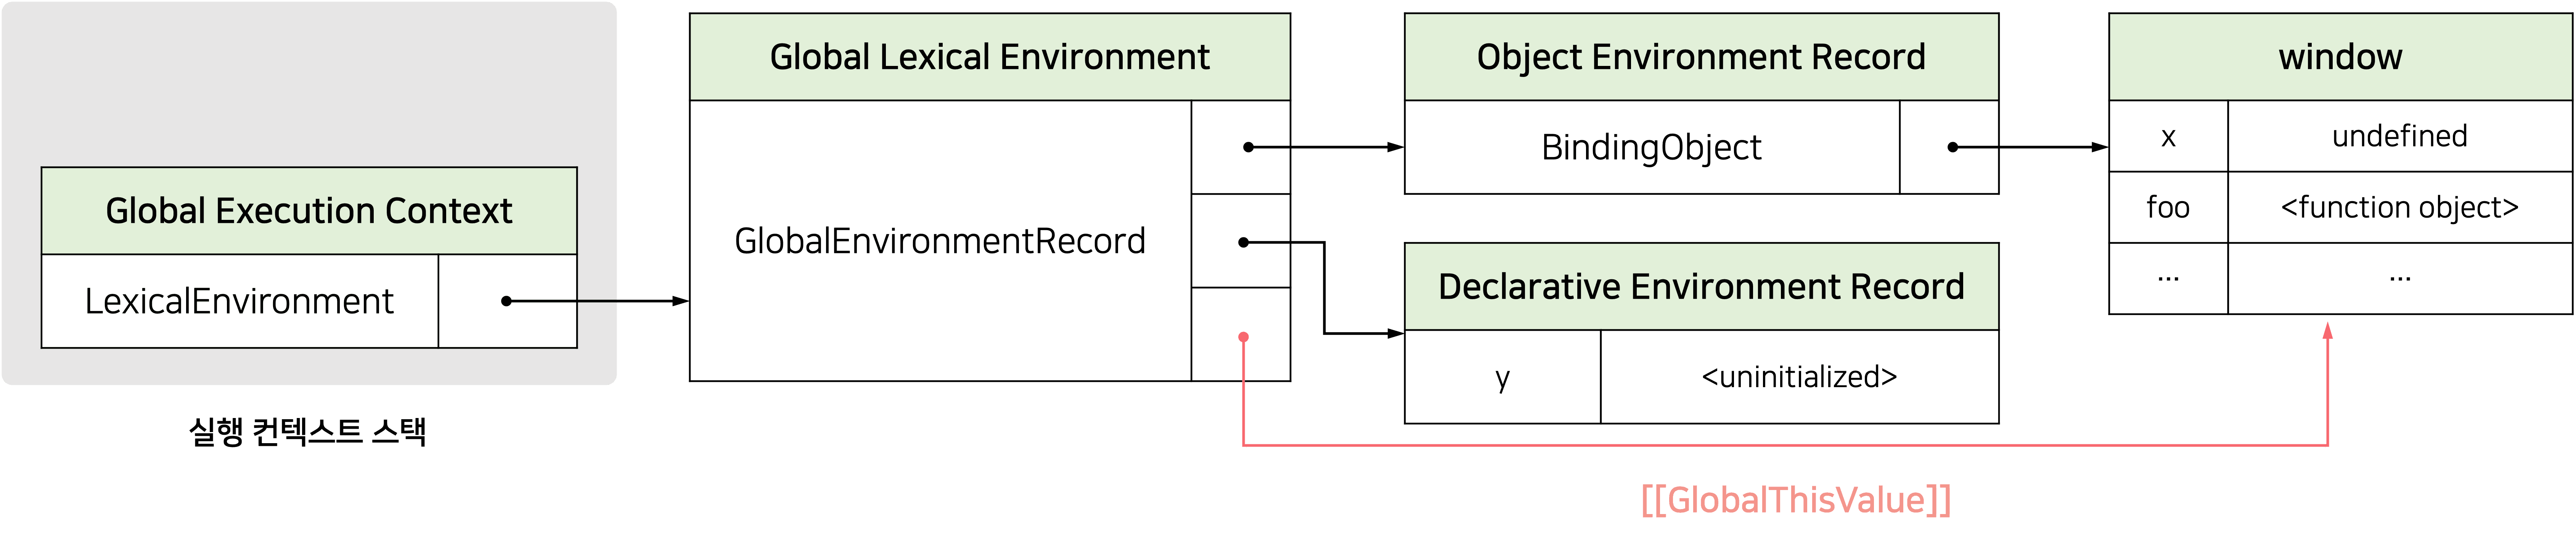 Global Execution Context
LexicalEnvironment
실행 컨텍스트 스택
Global Lexical Environment
GlobalEnvironmentRecord
Object Environment Record
BindingObject
Declarative Environment Record
y <uninitialized>
window
x undefined
foo <function object>
... ...
[[GlobalThisValue]]